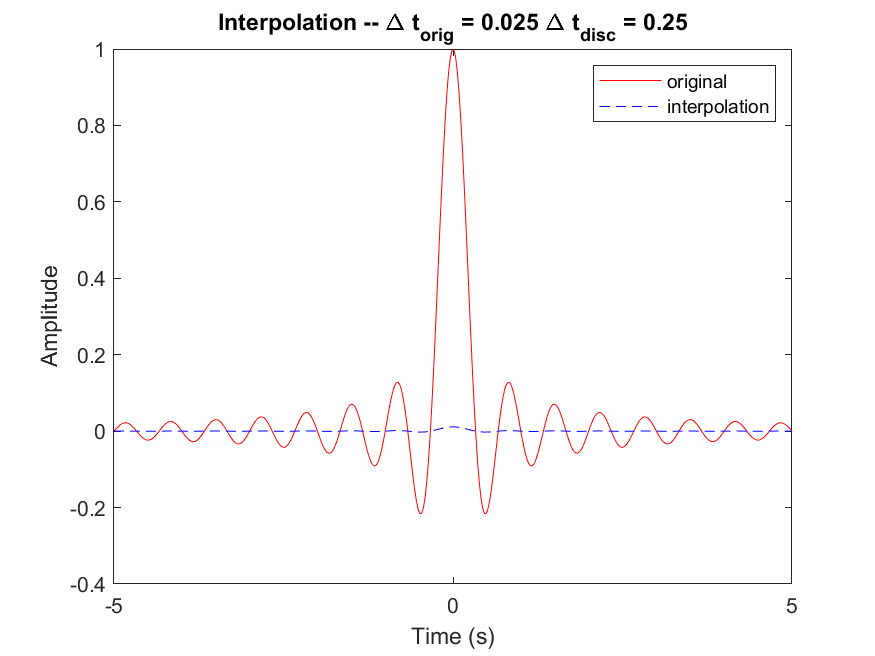 Interpolation -- Δ t_orig = 0.025 Δ t_disc = 0.25
original
interpolation
1
0.8
0.6
0.4
0.2
0
-0.2
-0.4
Amplitude
-5
0
5
Time (s)